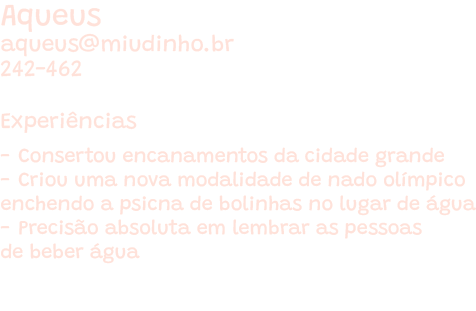 Aqueus
aqueus@miudinho.br
242-462
Experiências
- Consertou encanamentos da cidade grande
- Criou uma nova modalidade de nado olímpico
enchendo a psicna de bolinhas no lugar de água
- Precisão absoluta em lembrar as pessoas
de beber água